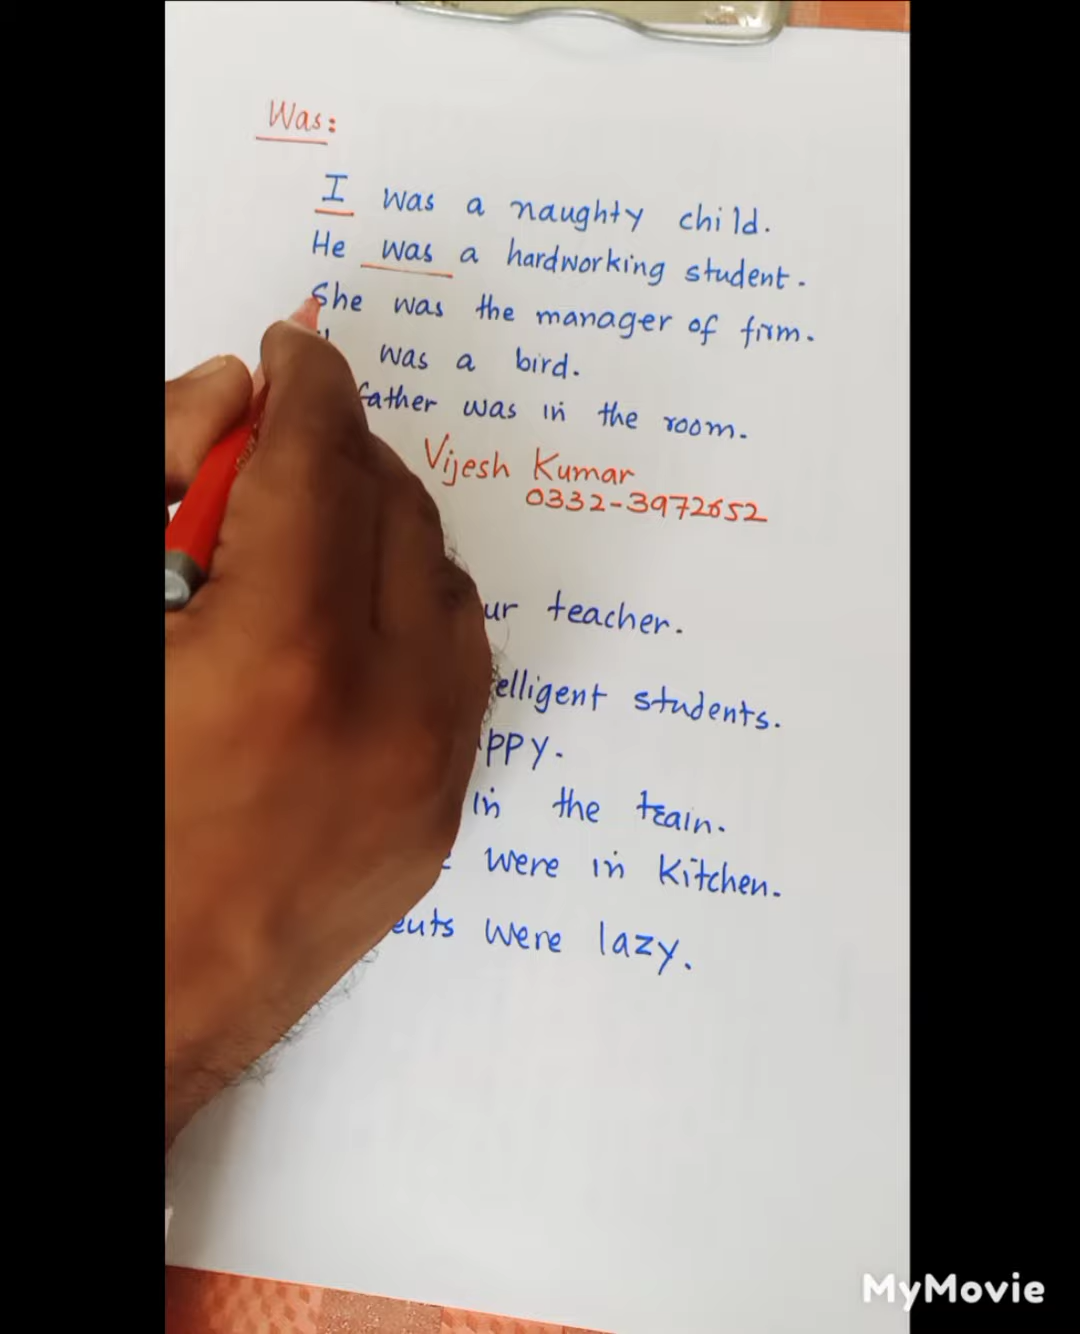 Was:
I was a naughty child.
He was a hardworking student.
She was the manager of firm.
was a bird.
father was in the room.
Vijesh Kumar
0332-3972652
teacher.
students.
in the train.
were in kitchen.
were lazy.
MyMovie